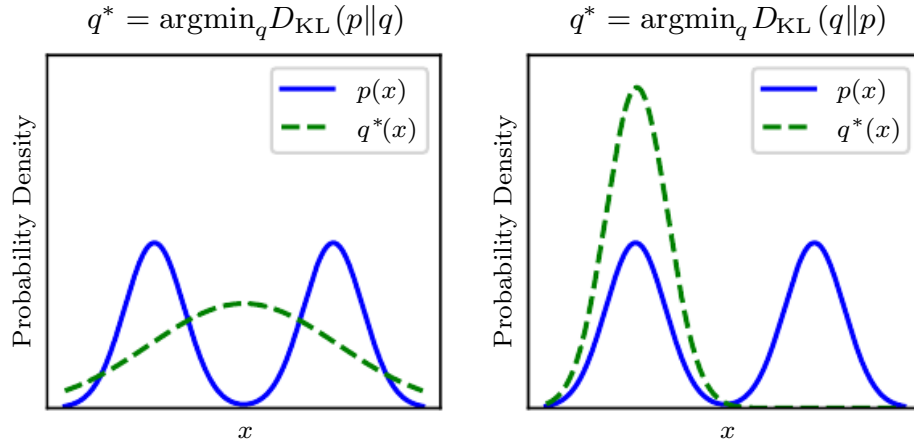 q* = argmin_q D_KL (p‖q)
p(x)
q*(x)
Probability Density
x
q* = argmin_q D_KL (q‖p)
p(x)
q*(x)
Probability Density
x